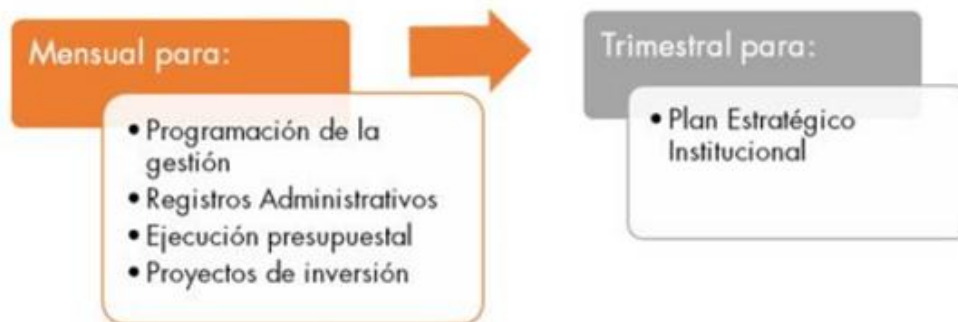 Mensual para:
• Programación de la
gestión
• Registros Administrativos
• Ejecución presupuestal
• Proyectos de inversión
Trimestral para:
• Plan Estratégico
Institucional